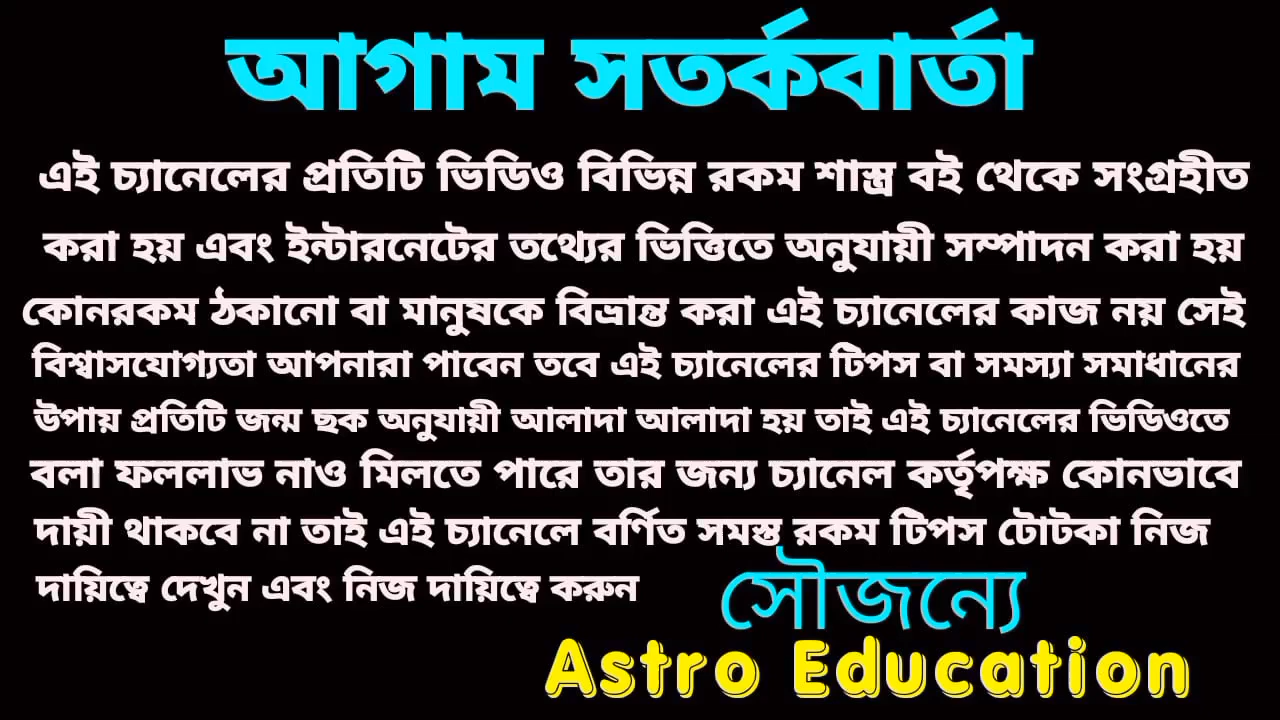 আগাম সতর্কবার্তা
এই চ্যানেলের প্রতিটি ভিডিও বিভিন্ন রকম শাস্ত্র বই থেকে সংগ্রহীত
করা হয় এবং ইন্টারনেটের তথ্যের ভিত্তিতে অনুযায়ী সম্পাদন করা হয়
কোনরকম ঠকানো বা মানুষকে বিভ্রান্ত করা এই চ্যানেলের কাজ নয় সেই
বিশ্বাসযোগ্যতা আপনারা পাবেন তবে এই চ্যানেলের টিপস বা সমস্যা সমাধানের
উপায় প্রতিটি জন্ম ছক অনুযায়ী আলাদা আলাদা হয় তাই এই চ্যানেলের ভিডিওতে
বলা ফললাভ নাও মিলতে পারে তার জন্য চ্যানেল কর্তৃপক্ষ কোনভাবে
দায়ী থাকবে না তাই এই চ্যানেলে বর্ণিত সমস্ত রকম টিপস টোটকা নিজ
দায়িত্বে দেখুন এবং নিজ দায়িত্বে করুন
সৌজন্যে
Astro Education